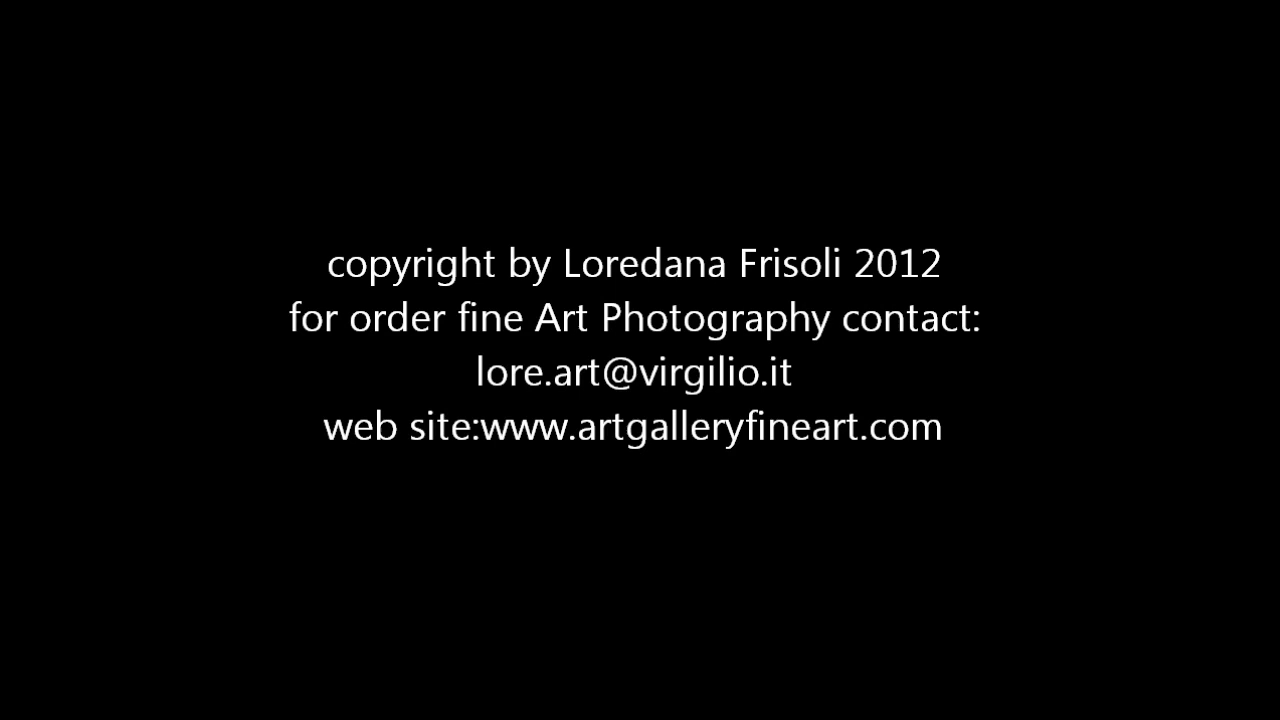 copyright by Loredana Frisoli 2012
for order fine Art Photography contact:
lore.art@virgilio.it
web site:www.artgalleryfineart.com